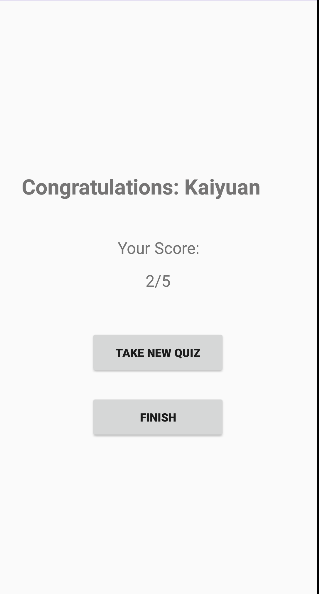 Congratulations: Kaiyuan
Your Score:
2/5
TAKE NEW QUIZ
FINISH